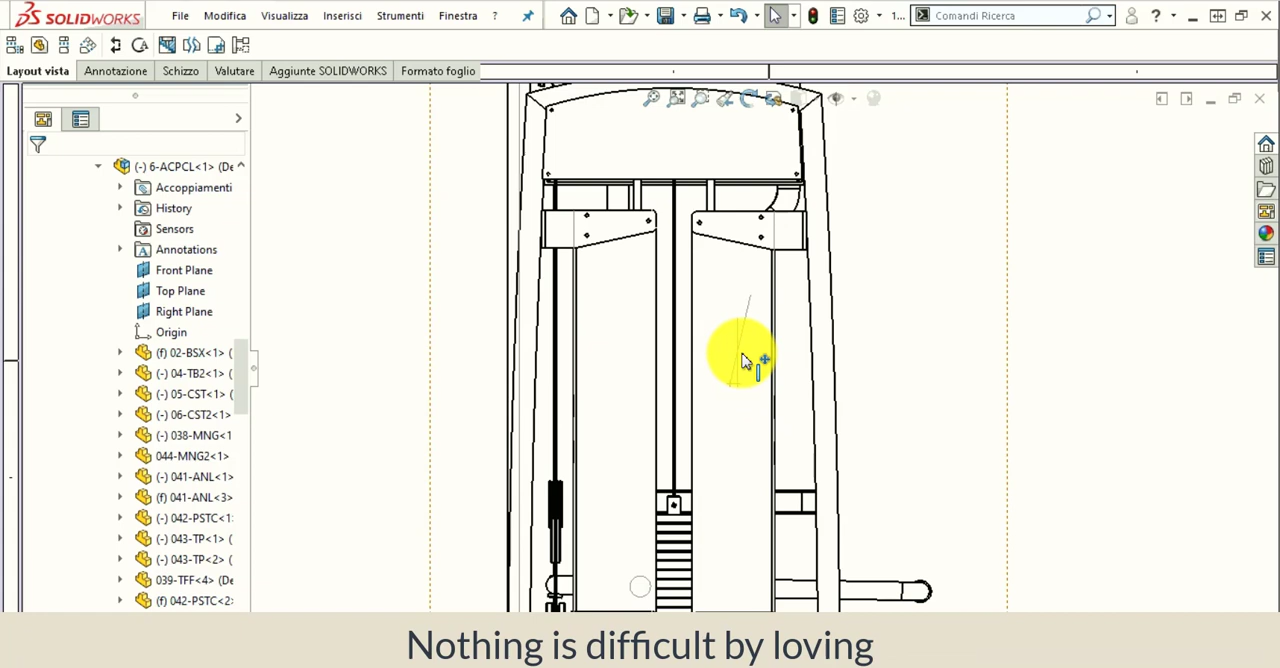 SOLIDWORKS File Modifica Visualizza Inserisci Strumenti Finestra ? 1... Comandi Ricerca ?
Layout vista Annotazione Schizzo Valutare Aggiunte SOLIDWORKS Formato foglio
(-) 6-ACPCL<1> (De
Accoppiamenti
History
Sensors
Annotations
Front Plane
Top Plane
Right Plane
Origin
(f) 02-BSX<1> (
(-) 04-TB2<1> (
(-) 05-CST<1> (
(-) 06-CST2<1>
(-) 038-MNG<1
044-MNG2<1>
(-) 041-ANL<1>
(f) 041-ANL<3>
(-) 042-PSTC<1:
(-) 043-TP<1> (
(-) 043-TP<2> (
039-TFF<4> (De
(f) 042-PSTC<2:
Nothing is difficult by loving